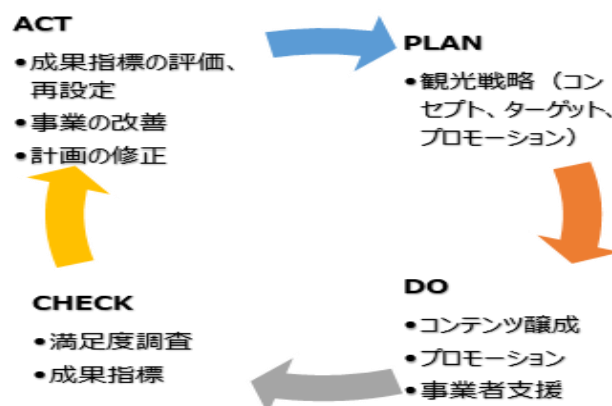 ACT
•成果指標の評価、
再設定
•事業の改善
•計画の修正
PLAN
•観光戦略（コン
セプト、ターゲット、
プロモーション）
DO
•コンテンツ醸成
•プロモーション
•事業者支援
CHECK
•満足度調査
•成果指標